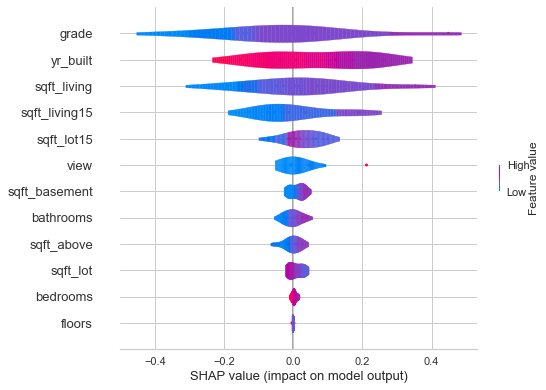 grade
yr_built
sqft_living
sqft_living15
sqft_lot15
view
sqft_basement
bathrooms
sqft_above
sqft_lot
bedrooms
floors
−0.4 −0.2 0.0 0.2 0.4
SHAP value (impact on model output)
High
Low
Feature value